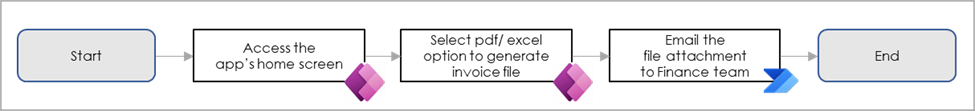 Start
Access the
app's home screen
Select pdf/ excel
option to generate
invoice file
Email the
file attachment
to Finance team
End